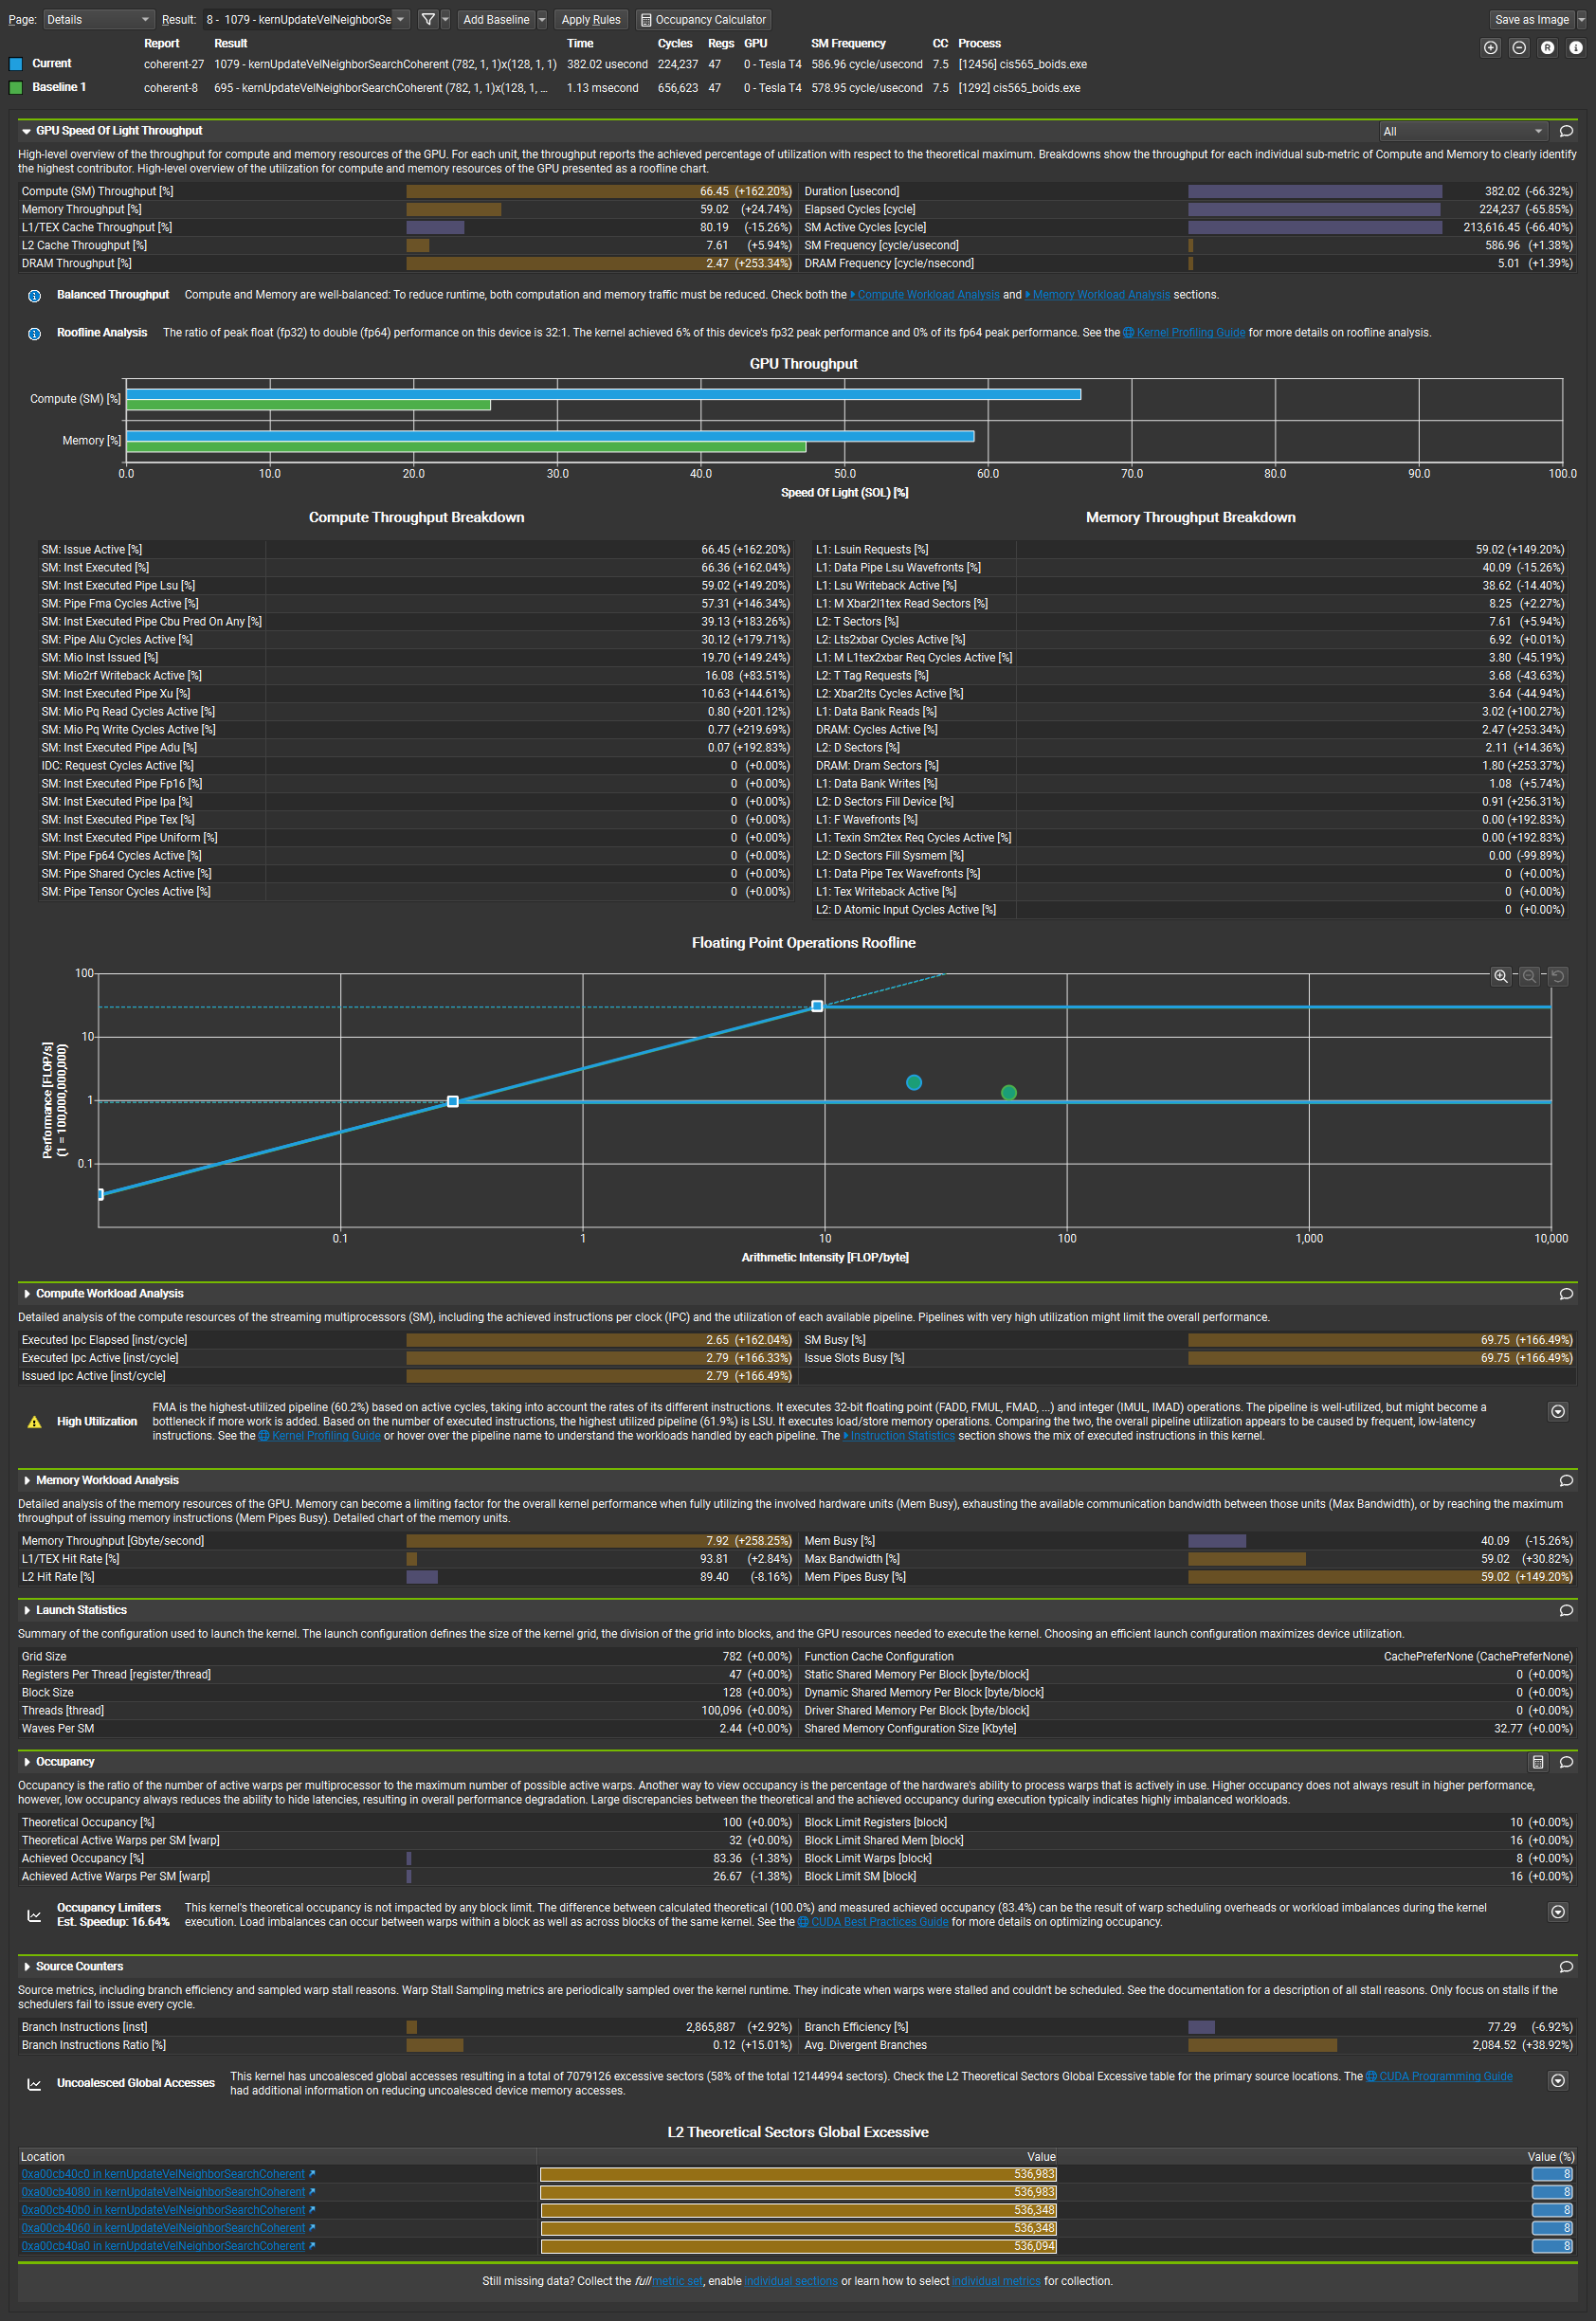 Page: Details Result: 8 - 1079 - kernUpdateVelNeighborSe Add Baseline Apply Rules Occupancy Calculator Save as Image
Report Result Time Cycles Regs GPU SM Frequency CC Process
Current coherent-27 1079 - kernUpdateVelNeighborSearchCoherent (782, 1, 1)x(128, 1, 1) 382.02 usecond 224,237 47 0 - Tesla T4 586.96 cycle/usecond 7.5 [12456] cis565_boids.exe
Baseline 1 coherent-8 695 - kernUpdateVelNeighborSearchCoherent (782, 1, 1)x(128, 1, ... 1.13 msecond 656,623 47 0 - Tesla T4 578.95 cycle/usecond 7.5 [1292] cis565_boids.exe
GPU Speed Of Light Throughput All
High-level overview of the throughput for compute and memory resources of the GPU. For each unit, the throughput reports the achieved percentage of utilization with respect to the theoretical maximum. Breakdowns show the throughput for each individual sub-metric of Compute and Memory to clearly identify
the highest contributor. High-level overview of the utilization for compute and memory resources of the GPU presented as a roofline chart.
Compute (SM) Throughput [%] 66.45 (+162.20%) Duration [usecond] 382.02 (-66.32%)
Memory Throughput [%] 59.02 (+24.74%) Elapsed Cycles [cycle] 224,237 (-65.85%)
L1/TEX Cache Throughput [%] 80.19 (-15.26%) SM Active Cycles [cycle] 213,616.45 (-66.40%)
L2 Cache Throughput [%] 7.61 (+5.94%) SM Frequency [cycle/usecond] 586.96 (+1.38%)
DRAM Throughput [%] 2.47 (+253.34%) DRAM Frequency [cycle/nsecond] 5.01 (+1.39%)
Balanced Throughput Compute and Memory are well-balanced: To reduce runtime, both computation and memory traffic must be reduced. Check both the Compute Workload Analysis and Memory Workload Analysis sections.
Roofline Analysis The ratio of peak float (fp32) to double (fp64) performance on this device is 32:1. The kernel achieved 6% of this device's fp32 peak performance and 0% of its fp64 peak performance. See the Kernel Profiling Guide for more details on roofline analysis.
GPU Throughput
Compute (SM) [%]
Memory [%]
0.0 10.0 20.0 30.0 40.0 50.0 60.0 70.0 80.0 90.0 100.0
Speed Of Light (SOL) [%]
Compute Throughput Breakdown Memory Throughput Breakdown
SM: Issue Active [%] 66.45 (+162.20%) L1: Lsuin Requests [%] 59.02 (+149.20%)
SM: Inst Executed [%] 66.36 (+162.04%) L1: Data Pipe Lsu Wavefronts [%] 40.09 (-15.26%)
SM: Inst Executed Pipe Lsu [%] 59.02 (+149.20%) L1: Lsu Writeback Active [%] 38.62 (-14.40%)
SM: Pipe Fma Cycles Active [%] 57.31 (+146.34%) L1: M Xbar2l1tex Read Sectors [%] 8.25 (+2.27%)
SM: Inst Executed Pipe Cbu Pred On Any [%] 39.13 (+183.26%) L2: T Sectors [%] 7.61 (+5.94%)
SM: Pipe Alu Cycles Active [%] 30.12 (+179.71%) L2: Lts2xbar Cycles Active [%] 6.92 (+0.01%)
SM: Mio Inst Issued [%] 19.70 (+149.24%) L1: M L1tex2xbar Req Cycles Active [%] 3.80 (-45.19%)
SM: Mio2rf Writeback Active [%] 16.08 (+83.51%) L2: T Tag Requests [%] 3.68 (-43.63%)
SM: Inst Executed Pipe Xu [%] 10.63 (+144.61%) L2: Xbar2lts Cycles Active [%] 3.64 (-44.94%)
SM: Mio Pq Read Cycles Active [%] 0.80 (+201.12%) L1: Data Bank Reads [%] 3.02 (+100.27%)
SM: Mio Pq Write Cycles Active [%] 0.77 (+219.69%) DRAM: Cycles Active [%] 2.47 (+253.34%)
SM: Inst Executed Pipe Adu [%] 0.07 (+192.83%) L2: D Sectors [%] 2.11 (+14.36%)
IDC: Request Cycles Active [%] 0 (+0.00%) DRAM: Dram Sectors [%] 1.80 (+253.37%)
SM: Inst Executed Pipe Fp16 [%] 0 (+0.00%) L1: Data Bank Writes [%] 1.08 (+5.74%)
SM: Inst Executed Pipe Ipa [%] 0 (+0.00%) L2: D Sectors Fill Device [%] 0.91 (+256.31%)
SM: Inst Executed Pipe Tex [%] 0 (+0.00%) L1: F Wavefronts [%] 0.00 (+192.83%)
SM: Inst Executed Pipe Uniform [%] 0 (+0.00%) L1: Texin Sm2tex Req Cycles Active [%] 0.00 (+192.83%)
SM: Pipe Fp64 Cycles Active [%] 0 (+0.00%) L2: D Sectors Fill Sysmem [%] 0.00 (-99.89%)
SM: Pipe Shared Cycles Active [%] 0 (+0.00%) L1: Data Pipe Tex Wavefronts [%] 0 (+0.00%)
SM: Pipe Tensor Cycles Active [%] 0 (+0.00%) L1: Tex Writeback Active [%] 0 (+0.00%)
L2: D Atomic Input Cycles Active [%] 0 (+0.00%)
Floating Point Operations Roofline
100
10
1
0.1
Performance [FLOP/s]
(1 = 100,000,000,000)
0.1 1 10 100 1,000 10,000
Arithmetic Intensity [FLOP/byte]
Compute Workload Analysis
Detailed analysis of the compute resources of the streaming multiprocessors (SM), including the achieved instructions per clock (IPC) and the utilization of each available pipeline. Pipelines with very high utilization might limit the overall performance.
Executed Ipc Elapsed [inst/cycle] 2.65 (+162.04%) SM Busy [%] 69.75 (+166.49%)
Executed Ipc Active [inst/cycle] 2.79 (+166.33%) Issue Slots Busy [%] 69.75 (+166.49%)
Issued Ipc Active [inst/cycle] 2.79 (+166.49%)
High Utilization FMA is the highest-utilized pipeline (60.2%) based on active cycles, taking into account the rates of its different instructions. It executes 32-bit floating point (FADD, FMUL, FMAD, ...) and integer (IMUL, IMAD) operations. The pipeline is well-utilized, but might become a
bottleneck if more work is added. Based on the number of executed instructions, the highest utilized pipeline (61.9%) is LSU. It executes load/store memory operations. Comparing the two, the overall pipeline utilization appears to be caused by frequent, low-latency
instructions. See the Kernel Profiling Guide or hover over the pipeline name to understand the workloads handled by each pipeline. The Instruction Statistics section shows the mix of executed instructions in this kernel.
Memory Workload Analysis
Detailed analysis of the memory resources of the GPU. Memory can become a limiting factor for the overall kernel performance when fully utilizing the involved hardware units (Mem Busy), exhausting the available communication bandwidth between those units (Max Bandwidth), or by reaching the maximum
throughput of issuing memory instructions (Mem Pipes Busy). Detailed chart of the memory units.
Memory Throughput [Gbyte/second] 7.92 (+258.25%) Mem Busy [%] 40.09 (-15.26%)
L1/TEX Hit Rate [%] 93.81 (+2.84%) Max Bandwidth [%] 59.02 (+30.82%)
L2 Hit Rate [%] 89.40 (-8.16%) Mem Pipes Busy [%] 59.02 (+149.20%)
Launch Statistics
Summary of the configuration used to launch the kernel. The launch configuration defines the size of the kernel grid, the division of the grid into blocks, and the GPU resources needed to execute the kernel. Choosing an efficient launch configuration maximizes device utilization.
Grid Size 782 (+0.00%) Function Cache Configuration CachePreferNone (CachePreferNone)
Registers Per Thread [register/thread] 47 (+0.00%) Static Shared Memory Per Block [byte/block] 0 (+0.00%)
Block Size 128 (+0.00%) Dynamic Shared Memory Per Block [byte/block] 0 (+0.00%)
Threads [thread] 100,096 (+0.00%) Driver Shared Memory Per Block [byte/block] 0 (+0.00%)
Waves Per SM 2.44 (+0.00%) Shared Memory Configuration Size [Kbyte] 32.77 (+0.00%)
Occupancy
Occupancy is the ratio of the number of active warps per multiprocessor to the maximum number of possible active warps. Another way to view occupancy is the percentage of the hardware's ability to process warps that is actively in use. Higher occupancy does not always result in higher performance,
however, low occupancy always reduces the ability to hide latencies, resulting in overall performance degradation. Large discrepancies between the theoretical and the achieved occupancy during execution typically indicates highly imbalanced workloads.
Theoretical Occupancy [%] 100 (+0.00%) Block Limit Registers [block] 10 (+0.00%)
Theoretical Active Warps per SM [warp] 32 (+0.00%) Block Limit Shared Mem [block] 16 (+0.00%)
Achieved Occupancy [%] 83.36 (-1.38%) Block Limit Warps [block] 8 (+0.00%)
Achieved Active Warps Per SM [warp] 26.67 (-1.38%) Block Limit SM [block] 16 (+0.00%)
Occupancy Limiters This kernel's theoretical occupancy is not impacted by any block limit. The difference between calculated theoretical (100.0%) and measured achieved occupancy (83.4%) can be the result of warp scheduling overheads or workload imbalances during the kernel
Est. Speedup: 16.64% execution. Load imbalances can occur between warps within a block as well as across blocks of the same kernel. See the CUDA Best Practices Guide for more details on optimizing occupancy.
Source Counters
Source metrics, including branch efficiency and sampled warp stall reasons. Warp Stall Sampling metrics are periodically sampled over the kernel runtime. They indicate when warps were stalled and couldn't be scheduled. See the documentation for a description of all stall reasons. Only focus on stalls if the
schedulers fail to issue every cycle.
Branch Instructions [inst] 2,865,887 (+2.92%) Branch Efficiency [%] 77.29 (-6.92%)
Branch Instructions Ratio [%] 0.12 (+15.01%) Avg. Divergent Branches 2,084.52 (+38.92%)
Uncoalesced Global Accesses This kernel has uncoalesced global accesses resulting in a total of 7079126 excessive sectors (58% of the total 12144994 sectors). Check the L2 Theoretical Sectors Global Excessive table for the primary source locations. The CUDA Programming Guide
had additional information on reducing uncoalesced device memory accesses.
L2 Theoretical Sectors Global Excessive
Location Value Value (%)
0xa00cb40c0 in kernUpdateVelNeighborSearchCoherent 536,983 8
0xa00cb4080 in kernUpdateVelNeighborSearchCoherent 536,983 8
0xa00cb40b0 in kernUpdateVelNeighborSearchCoherent 536,348 8
0xa00cb4060 in kernUpdateVelNeighborSearchCoherent 536,348 8
0xa00cb40a0 in kernUpdateVelNeighborSearchCoherent 536,094 8
Still missing data? Collect the full metric set, enable individual sections or learn how to select individual metrics for collection.